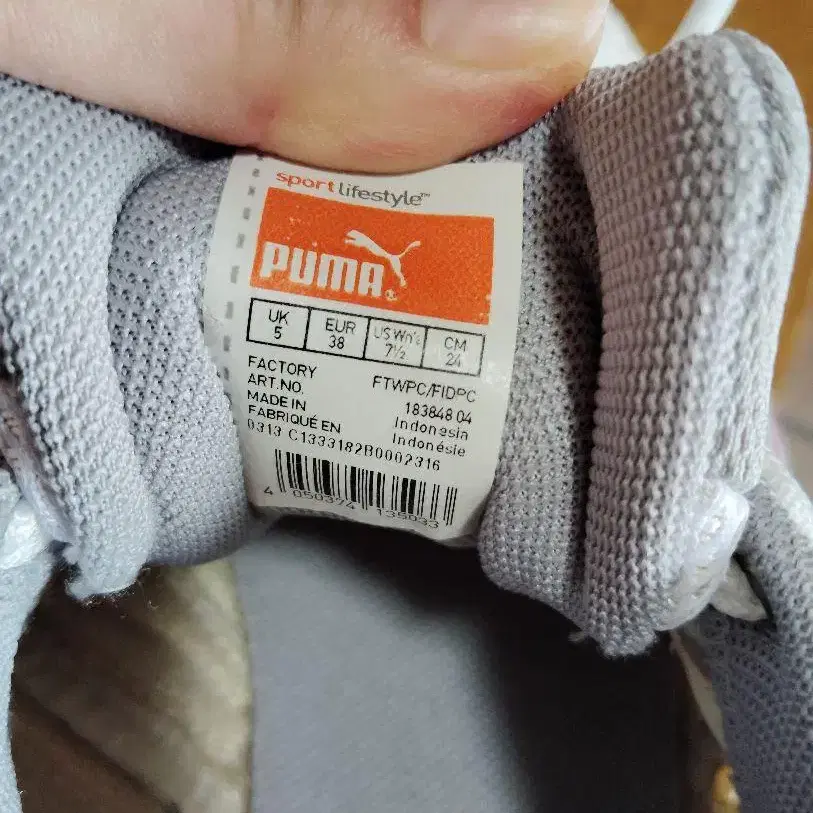 sportlifestyle™
PUMA
UK EUR US Wn's CM
5 38 7½ 24
FACTORY FTWPC/FIDPC
ART.NO. 183848 04
MADE IN Indonesia
FABRIQUÉ EN Indonésie
0313 C1333182B0002316
4 050374 135033